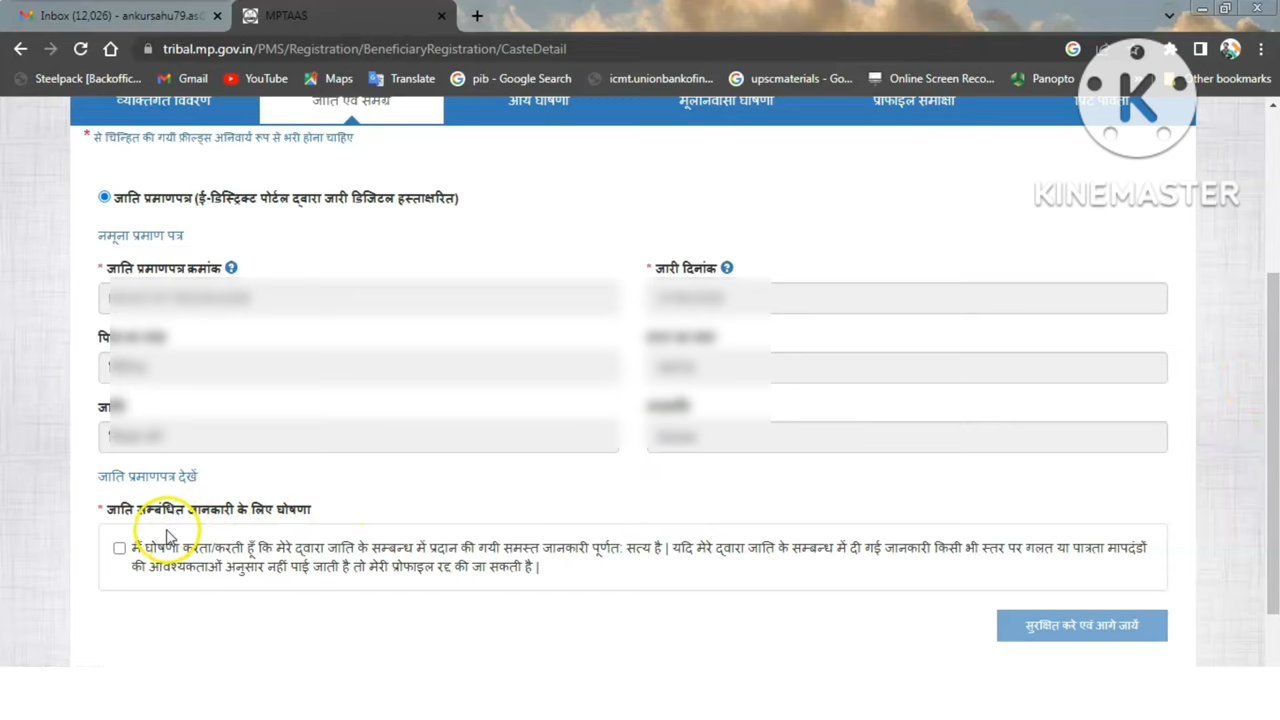 Inbox (12,026) - ankursahu79.as
MPTAAS
tribal.mp.gov.in/PMS/Registration/BeneficiaryRegistration/CasteDetail
Steelpack [Backoffic... Gmail YouTube Maps Translate pib - Google Search icmt.unionbankofin... upscmaterials - Go... Online Screen Reco... Panopto Other bookmarks
व्यक्तिगत विवरण जाति एवं समग्र आय घोषणा मूलनिवासी घोषणा प्रोफाइल समीक्षा प्रिंट पावती
* से चिन्हित की गयी फ़ील्ड्स अनिवार्य रूप से भरी होना चाहिए
KINEMASTER
जाति प्रमाणपत्र (ई-डिस्ट्रिक्ट पोर्टल द्वारा जारी डिजिटल हस्ताक्षरित)
नमूना प्रमाण पत्र
* जाति प्रमाणपत्र क्रमांक ? * जारी दिनांक ?
जाति प्रमाणपत्र देखें
* जाति सम्बंधित जानकारी के लिए घोषणा
में घोषणा करता/करती हूँ कि मेरे द्वारा जाति के सम्बन्ध में प्रदान की गयी समस्त जानकारी पूर्णत: सत्य है | यदि मेरे द्वारा जाति के सम्बन्ध में दी गई जानकारी किसी भी स्तर पर गलत या पात्रता मापदंडों
की आवश्यकताओं अनुसार नहीं पाई जाती है तो मेरी प्रोफाइल रद्द की जा सकती है |
सुरक्षित करे एवं आगे जायें